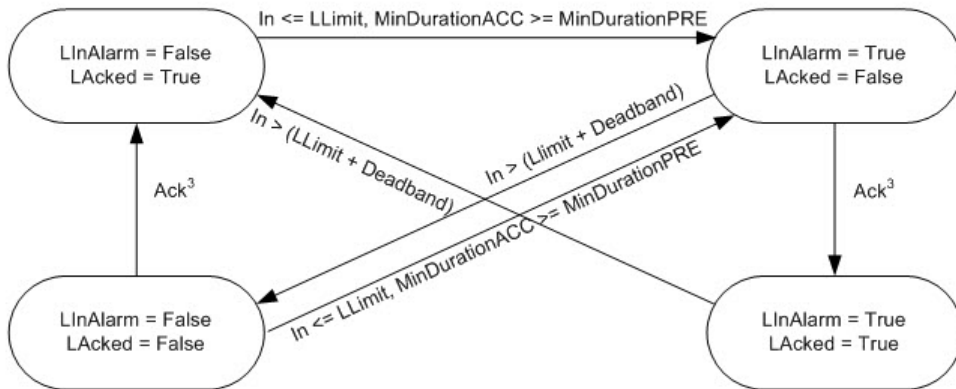 In <= LLimit, MinDurationACC >= MinDurationPRE
LInAlarm = False
LAcked = True
LInAlarm = True
LAcked = False
In > (LLimit + Deadband)
In > (Llimit + Deadband)
In <= LLimit, MinDurationACC >= MinDurationPRE
Ack³
Ack³
LInAlarm = False
LAcked = False
LInAlarm = True
LAcked = True